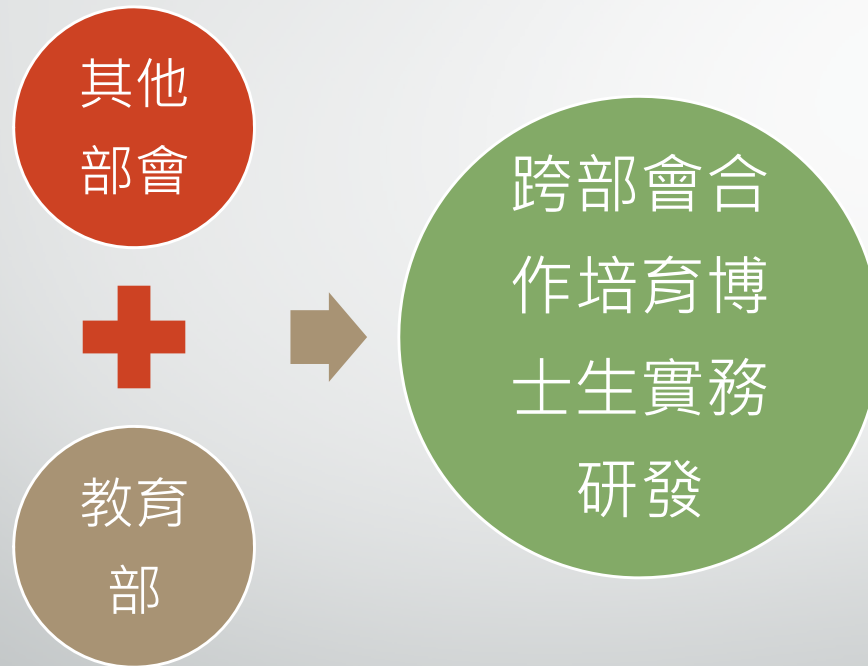 其他
部會
教育
部
跨部會合
作培育博
士生實務
研發